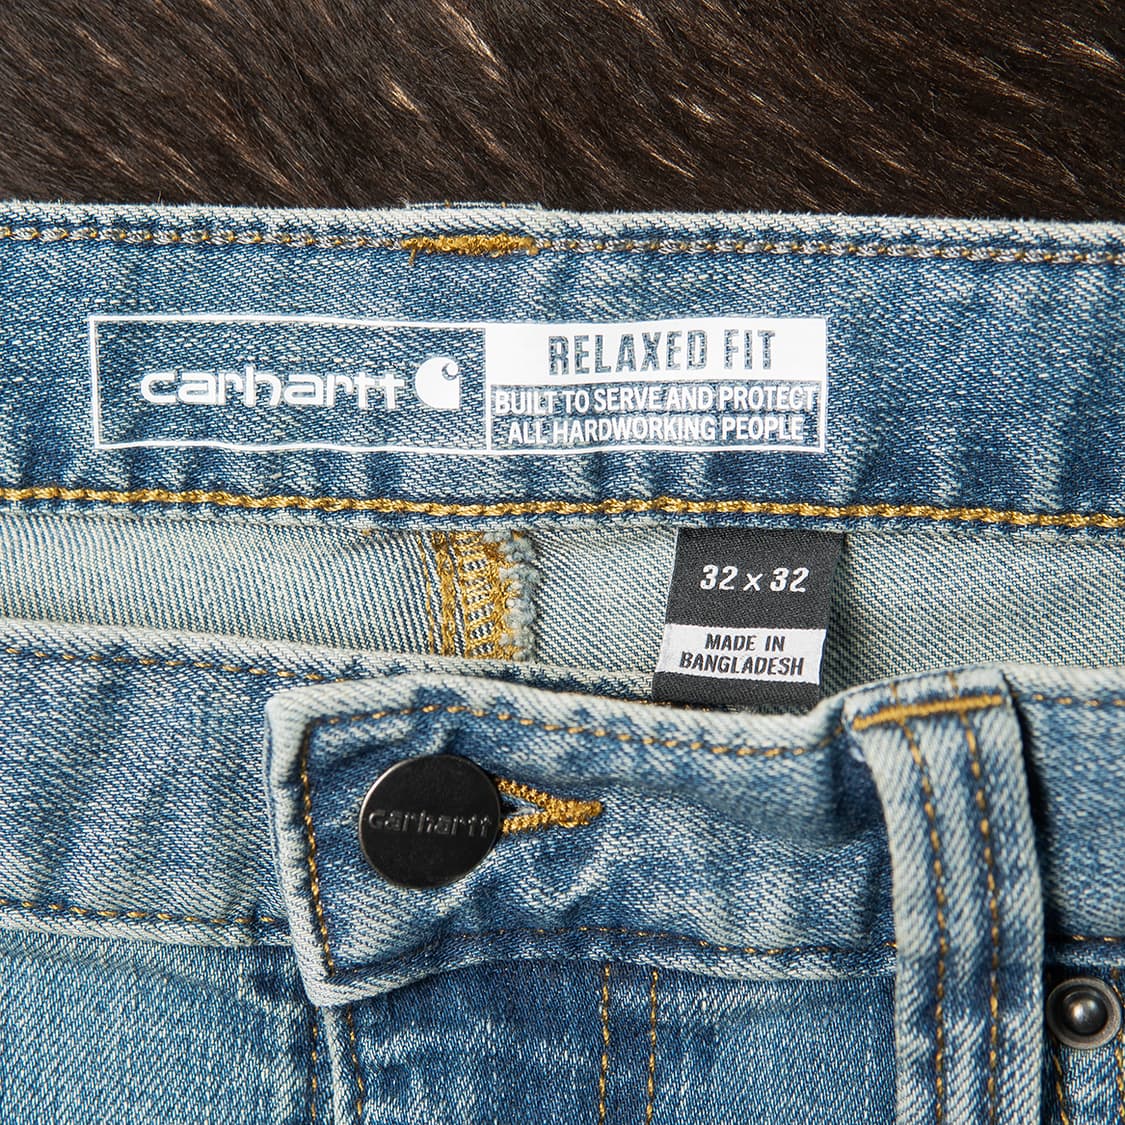 carhartt
RELAXED FIT
BUILT TO SERVE AND PROTECT
ALL HARDWORKING PEOPLE
32 x 32
MADE IN
BANGLADESH
carhartt